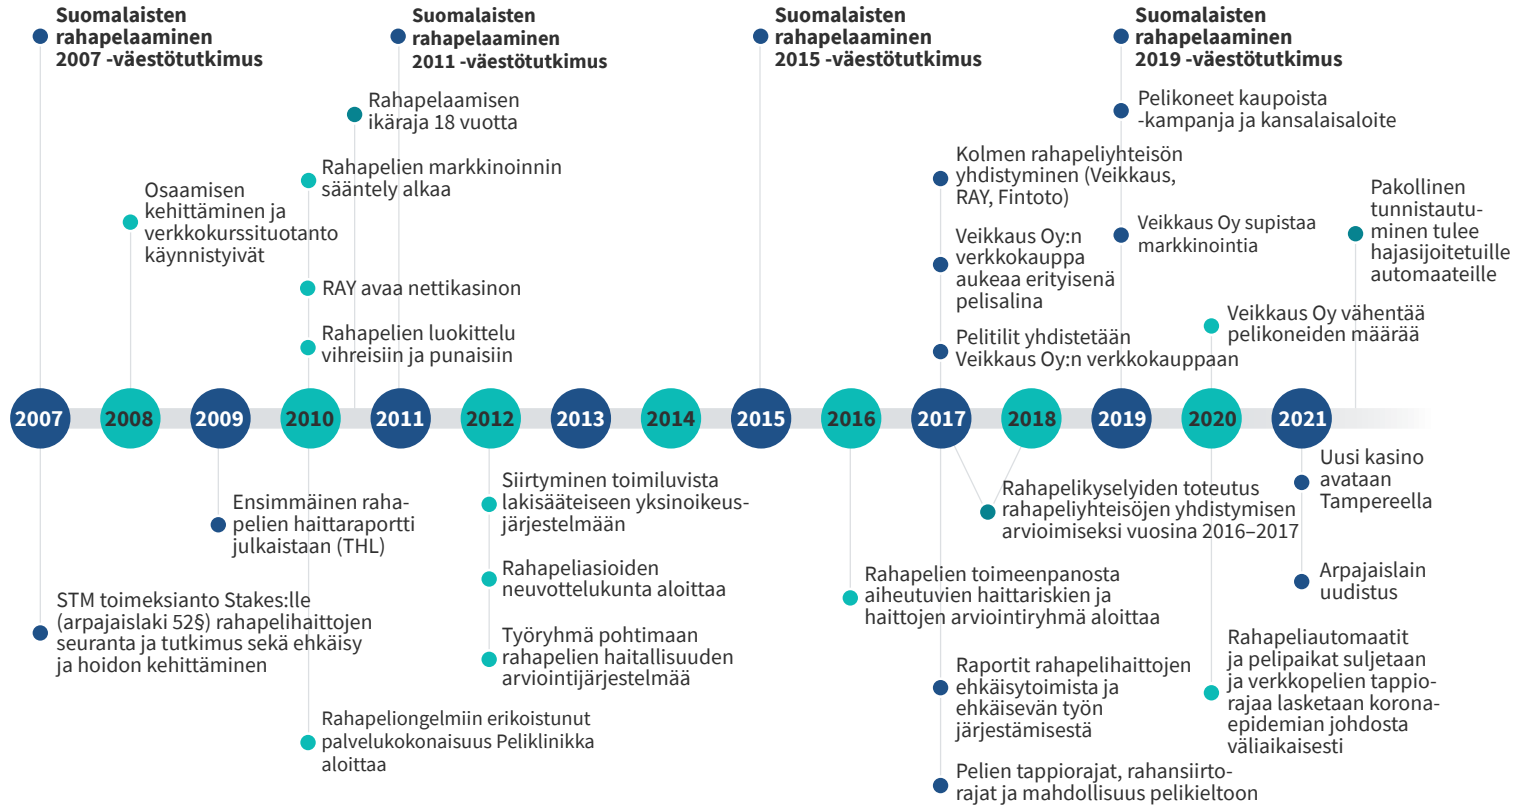 Suomalaisten
rahapelaaminen
2007 -väestötutkimus
Suomalaisten
rahapelaaminen
2011 -väestötutkimus
Suomalaisten
rahapelaaminen
2015 -väestötutkimus
Suomalaisten
rahapelaaminen
2019 -väestötutkimus
Rahapelaamisen
ikäraja 18 vuotta
Pelikoneet kaupoista
-kampanja ja kansalaisaloite
Rahapelien markkinoinnin
sääntely alkaa
Kolmen rahapeliyhteisön
yhdistyminen (Veikkaus,
RAY, Fintoto)
Osaamisen
kehittäminen ja
verkkokurssituotanto
käynnistyivät
Pakollinen
tunnistautu-
minen tulee
hajasijoitetuille
automaateille
Veikkaus Oy:n
verkkokauppa
aukeaa erityisenä
pelisalina
Veikkaus Oy supistaa
markkinointia
RAY avaa nettikasinon
Veikkaus Oy vähentää
pelikoneiden määrää
Rahapelien luokittelu
vihreisiin ja punaisiin
Pelitilit yhdistetään
Veikkaus Oy:n verkkokauppaan
2007
2008
2009
2010
2011
2012
2013
2014
2015
2016
2017
2018
2019
2020
2021
Ensimmäinen raha-
pelien haittaraportti
julkaistaan (THL)
Siirtyminen toimiluvista
lakisääteiseen yksinoikeus-
järjestelmään
Rahapelikyselyiden toteutus
rahapeliyhteisöjen yhdistymisen
arvioimiseksi vuosina 2016–2017
Uusi kasino
avataan
Tampereella
Rahapeliasioiden
neuvottelukunta aloittaa
Rahapelien toimeenpanosta
aiheutuvien haittariskien ja
haittojen arviointiryhmä aloittaa
Arpajaislain
uudistus
STM toimeksianto Stakes:lle
(arpajaislaki 52§) rahapelihaittojen
seuranta ja tutkimus sekä ehkäisy
ja hoidon kehittäminen
Työryhmä pohtimaan
rahapelien haitallisuuden
arviointijärjestelmää
Raportit rahapelihaittojen
ehkäisytoimista ja
ehkäisevän työn
järjestämisestä
Rahapeliautomaatit
ja pelipaikat suljetaan
ja verkkopelien tappio-
rajaa lasketaan korona-
epidemian johdosta
väliaikaisesti
Rahapeliongelmiin erikoistunut
palvelukokonaisuus Peliklinikka
aloittaa
Pelien tappiorajat, rahansiirto-
rajat ja mahdollisuus pelikieltoon